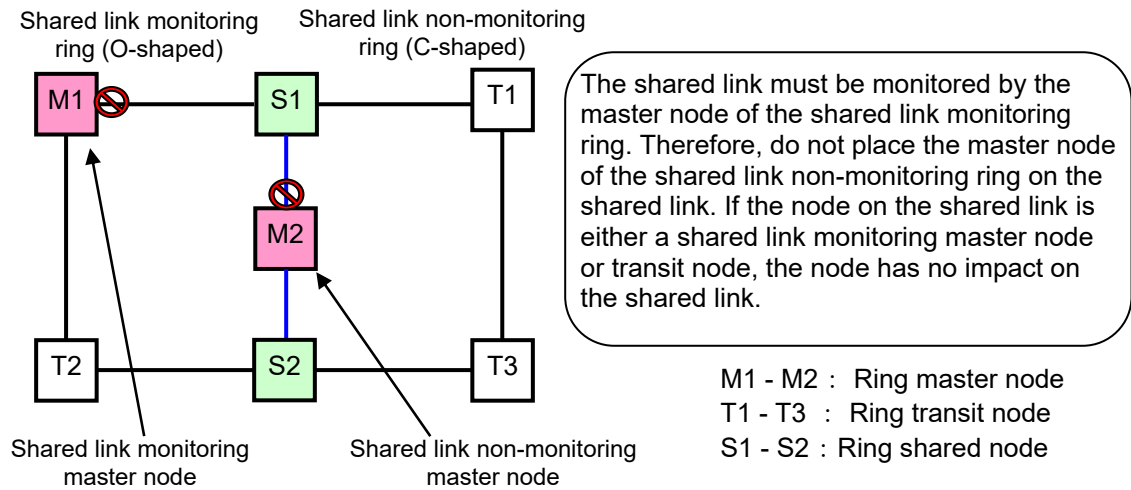 Shared link monitoring
ring (O-shaped)
Shared link non-monitoring
ring (C-shaped)
M1
S1
T1
M2
T2
S2
T3
Shared link monitoring
master node
Shared link non-monitoring
master node
The shared link must be monitored by the
master node of the shared link monitoring
ring. Therefore, do not place the master node
of the shared link non-monitoring ring on the
shared link. If the node on the shared link is
either a shared link monitoring master node
or transit node, the node has no impact on
the shared link.
M1 - M2 : Ring master node
T1 - T3 : Ring transit node
S1 - S2 : Ring shared node